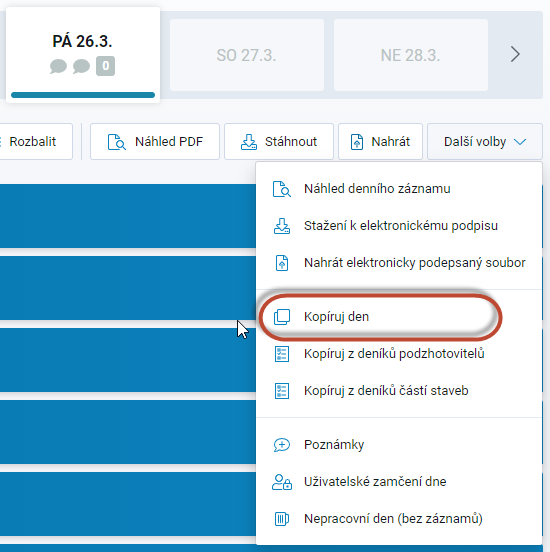 PÁ 26.3.
0
SO 27.3.
NE 28.3.
Rozbalit
Náhled PDF
Stáhnout
Nahrát
Další volby
Náhled denního záznamu
Stažení k elektronickému podpisu
Nahrát elektronicky podepsaný soubor
Kopíruj den
Kopíruj z deníků podzhotovitelů
Kopíruj z deníků částí staveb
Poznámky
Uživatelské zamčení dne
Nepracovní den (bez záznamů)